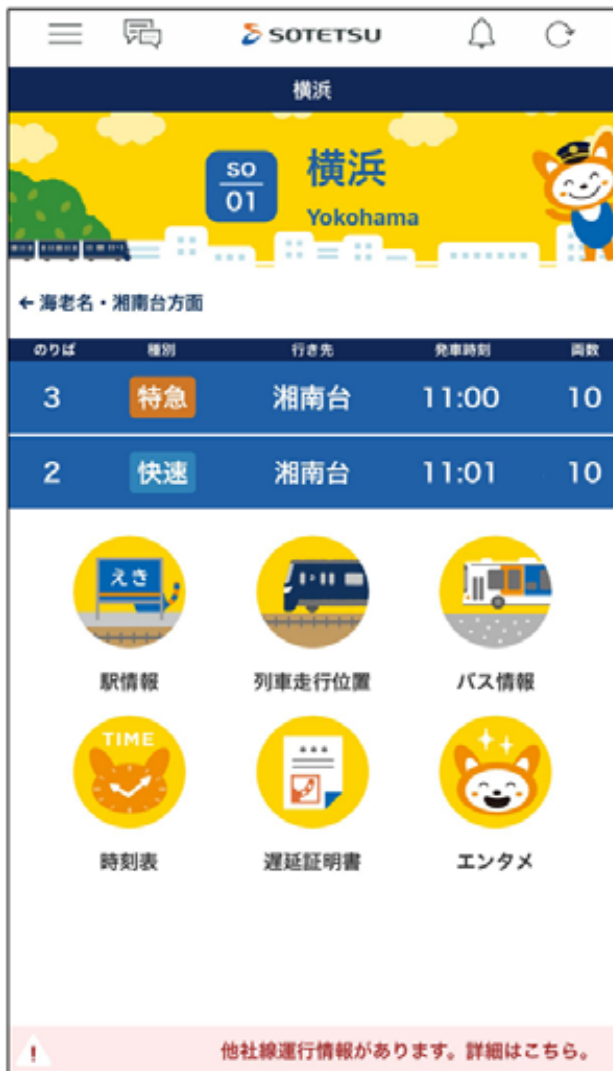 SOTETSU
横浜
SO 01
横浜
Yokohama
← 海老名・湘南台方面
のりば 種別 行き先 発車時刻 両数
3 特急 湘南台 11:00 10
2 快速 湘南台 11:01 10
えき
駅情報 列車走行位置 バス情報
TIME
時刻表 遅延証明書 エンタメ
! 他社線運行情報があります。詳細はこちら。